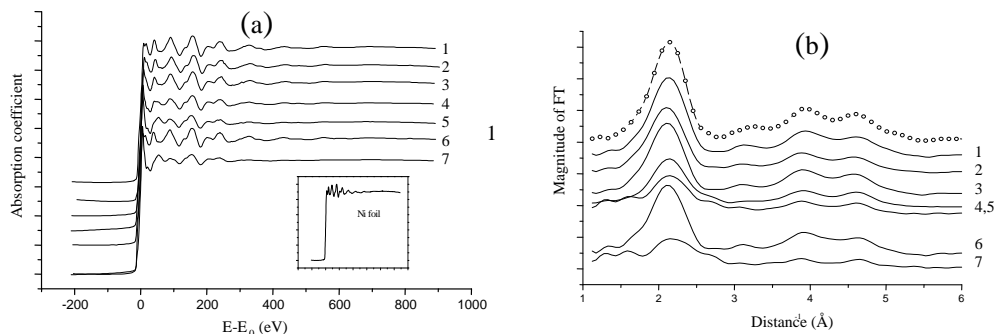 (a)
Absorption coefficient
1
2
3
4
5
6
7
Ni foil
-200 0 200 400 600 800 1000
E-E0 (eV)
1
(b)
Magnitude of FT
1
2
3
4,5
6
7
1 2 3 4 5 6
Distance (Å)